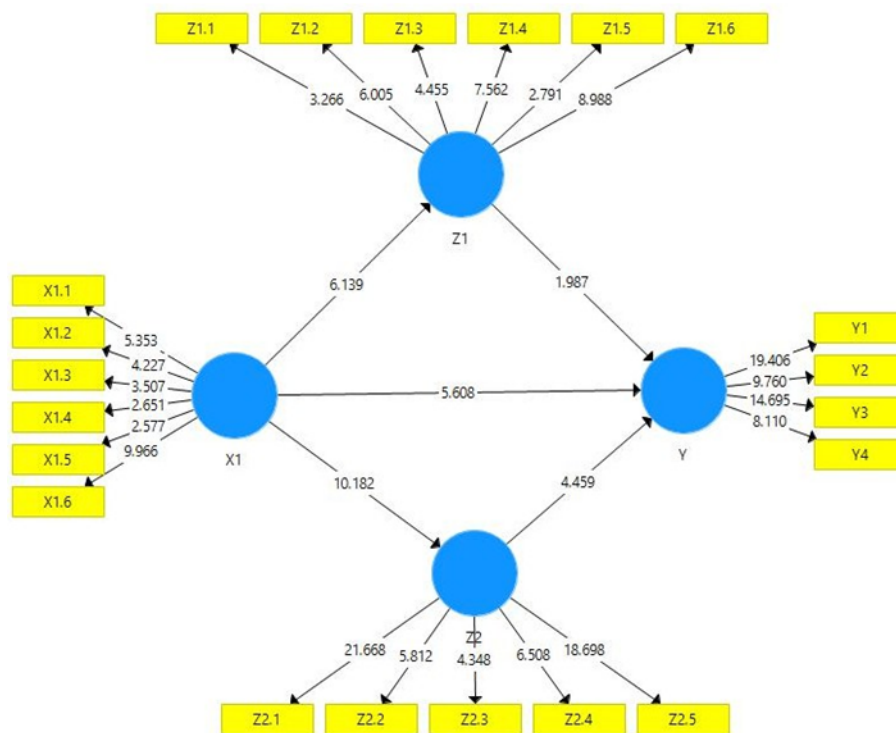 Z1.1 Z1.2 Z1.3 Z1.4 Z1.5 Z1.6
3.266 6.005 4.455 7.562 2.791 8.988
Z1
6.139 1.987
X1.1
X1.2
X1.3
X1.4
X1.5
X1.6
5.353
4.227
3.507
2.651
2.577
9.966
X1
5.608
Y1
Y2
Y3
Y4
19.406
9.760
14.695
8.110
Y
10.182 4.459
Z2
21.668 5.812 4.348 6.508 18.698
Z2.1 Z2.2 Z2.3 Z2.4 Z2.5